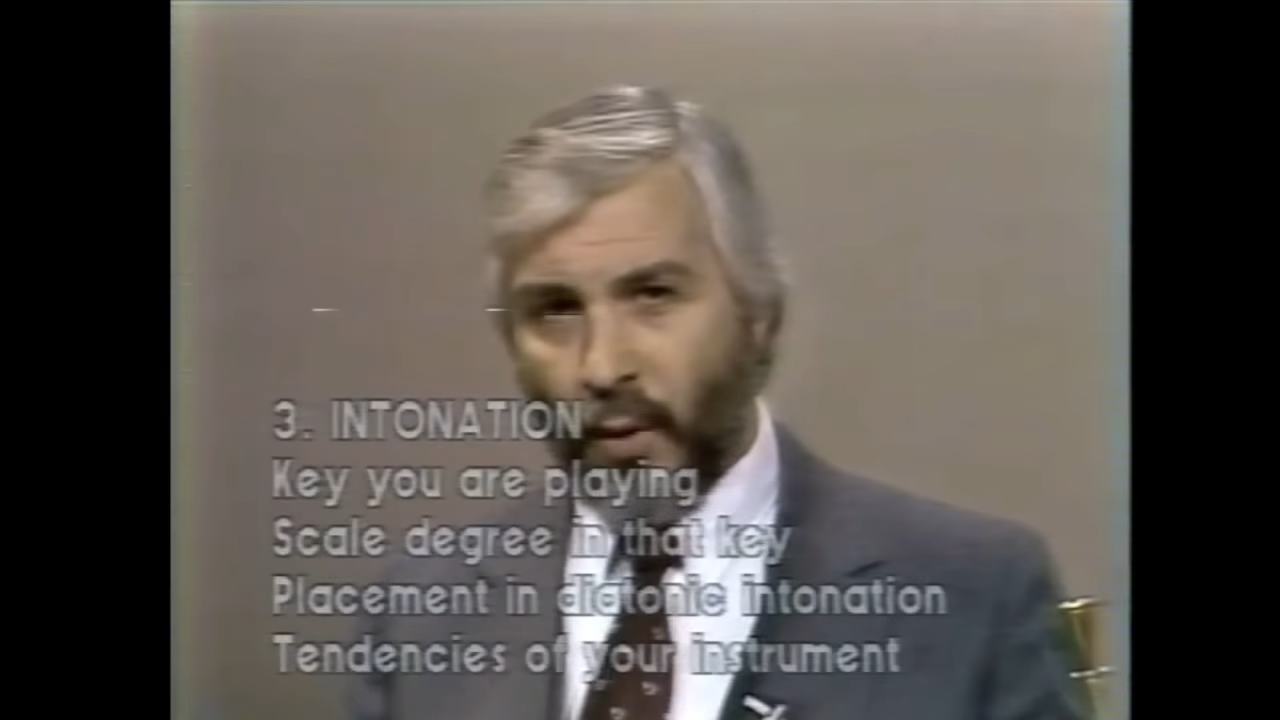 3. INTONATION
Key you are playing
Scale degree in that key
Placement in diatonic intonation
Tendencies of your instrument